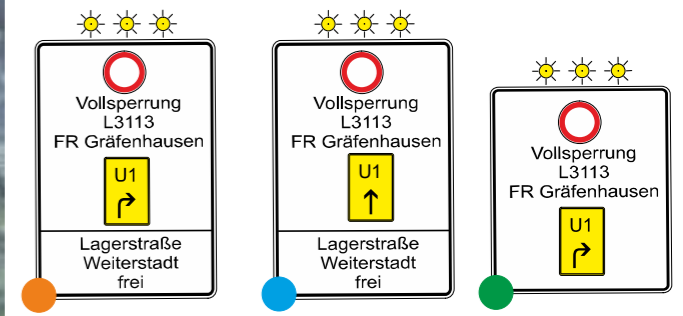 Vollsperrung
L3113
FR Gräfenhausen
U1
Lagerstraße
Weiterstadt
frei
Vollsperrung
L3113
FR Gräfenhausen
U1
Lagerstraße
Weiterstadt
frei
Vollsperrung
L3113
FR Gräfenhausen
U1